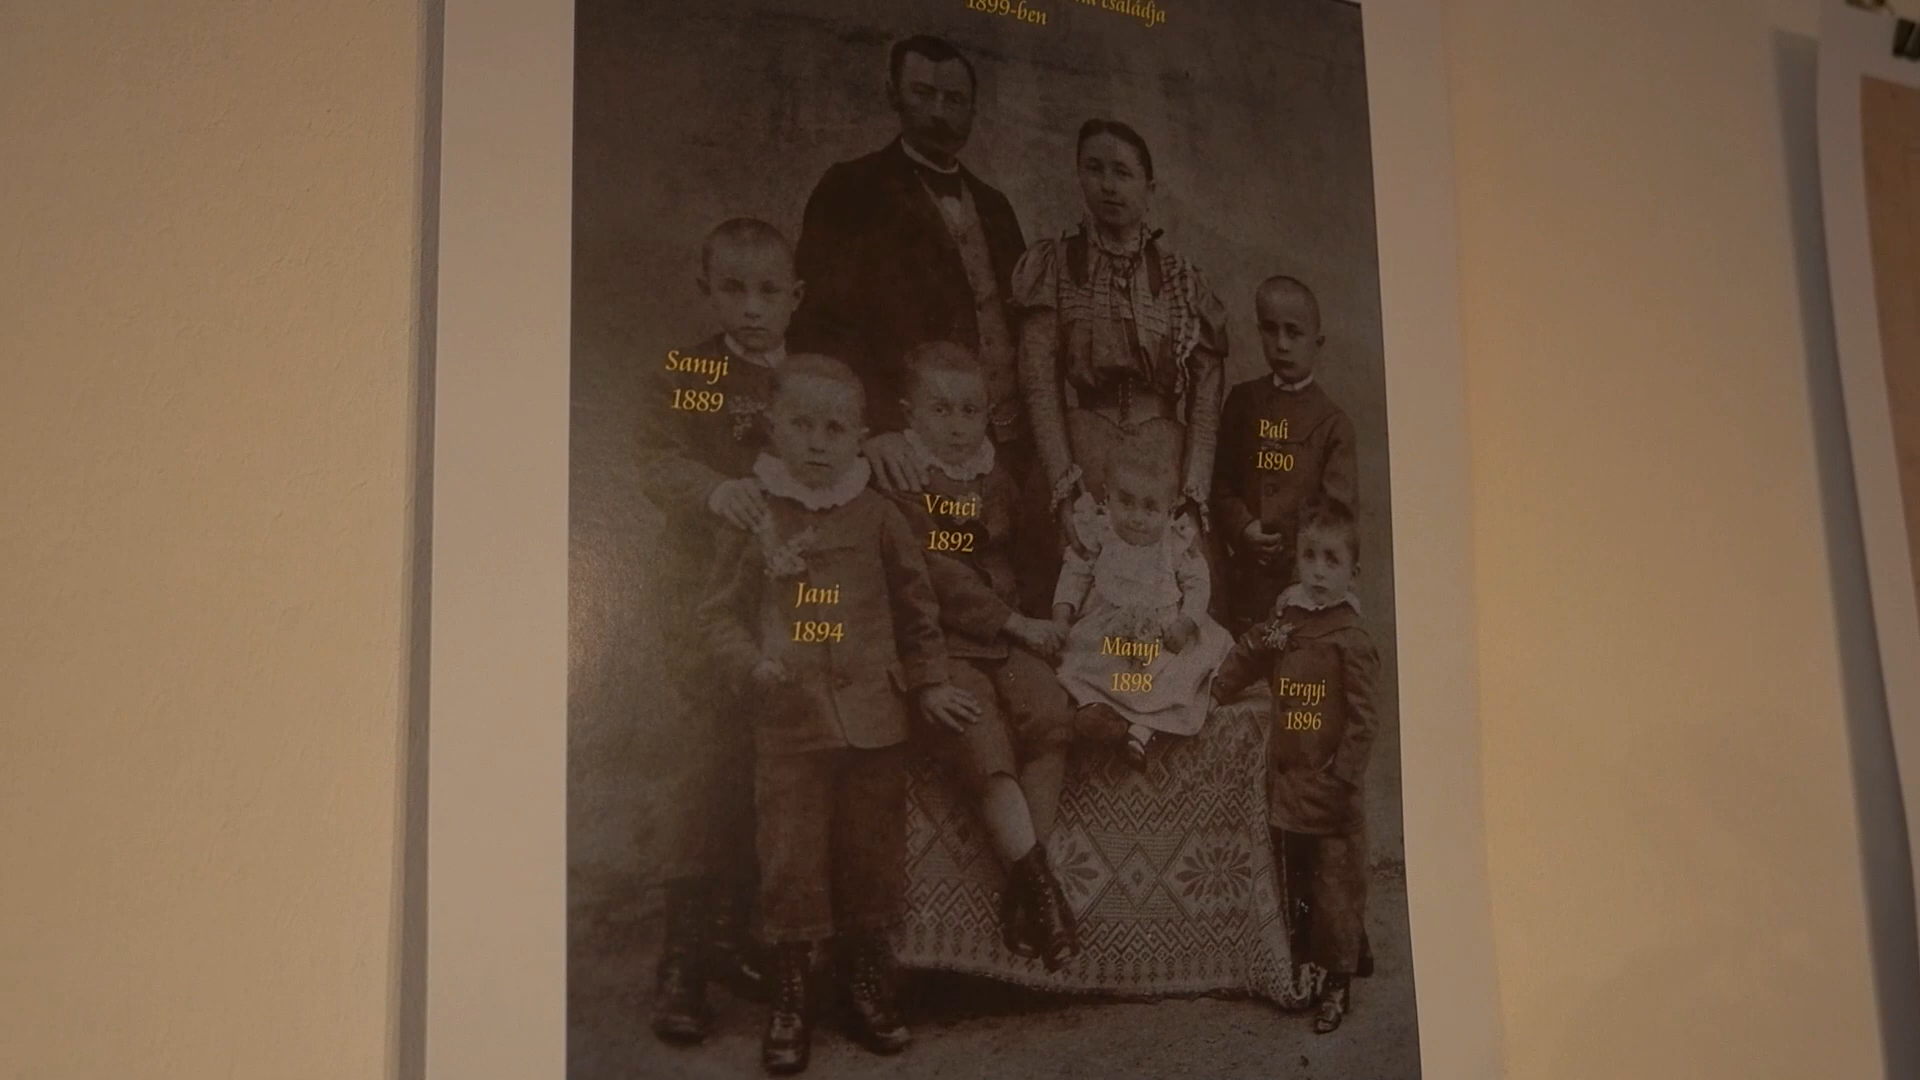 családja
1899-ben
Sanyi
1889
Pali
1890
Venci
1892
Jani
1894
Manyi
1898
Fergyi
1896